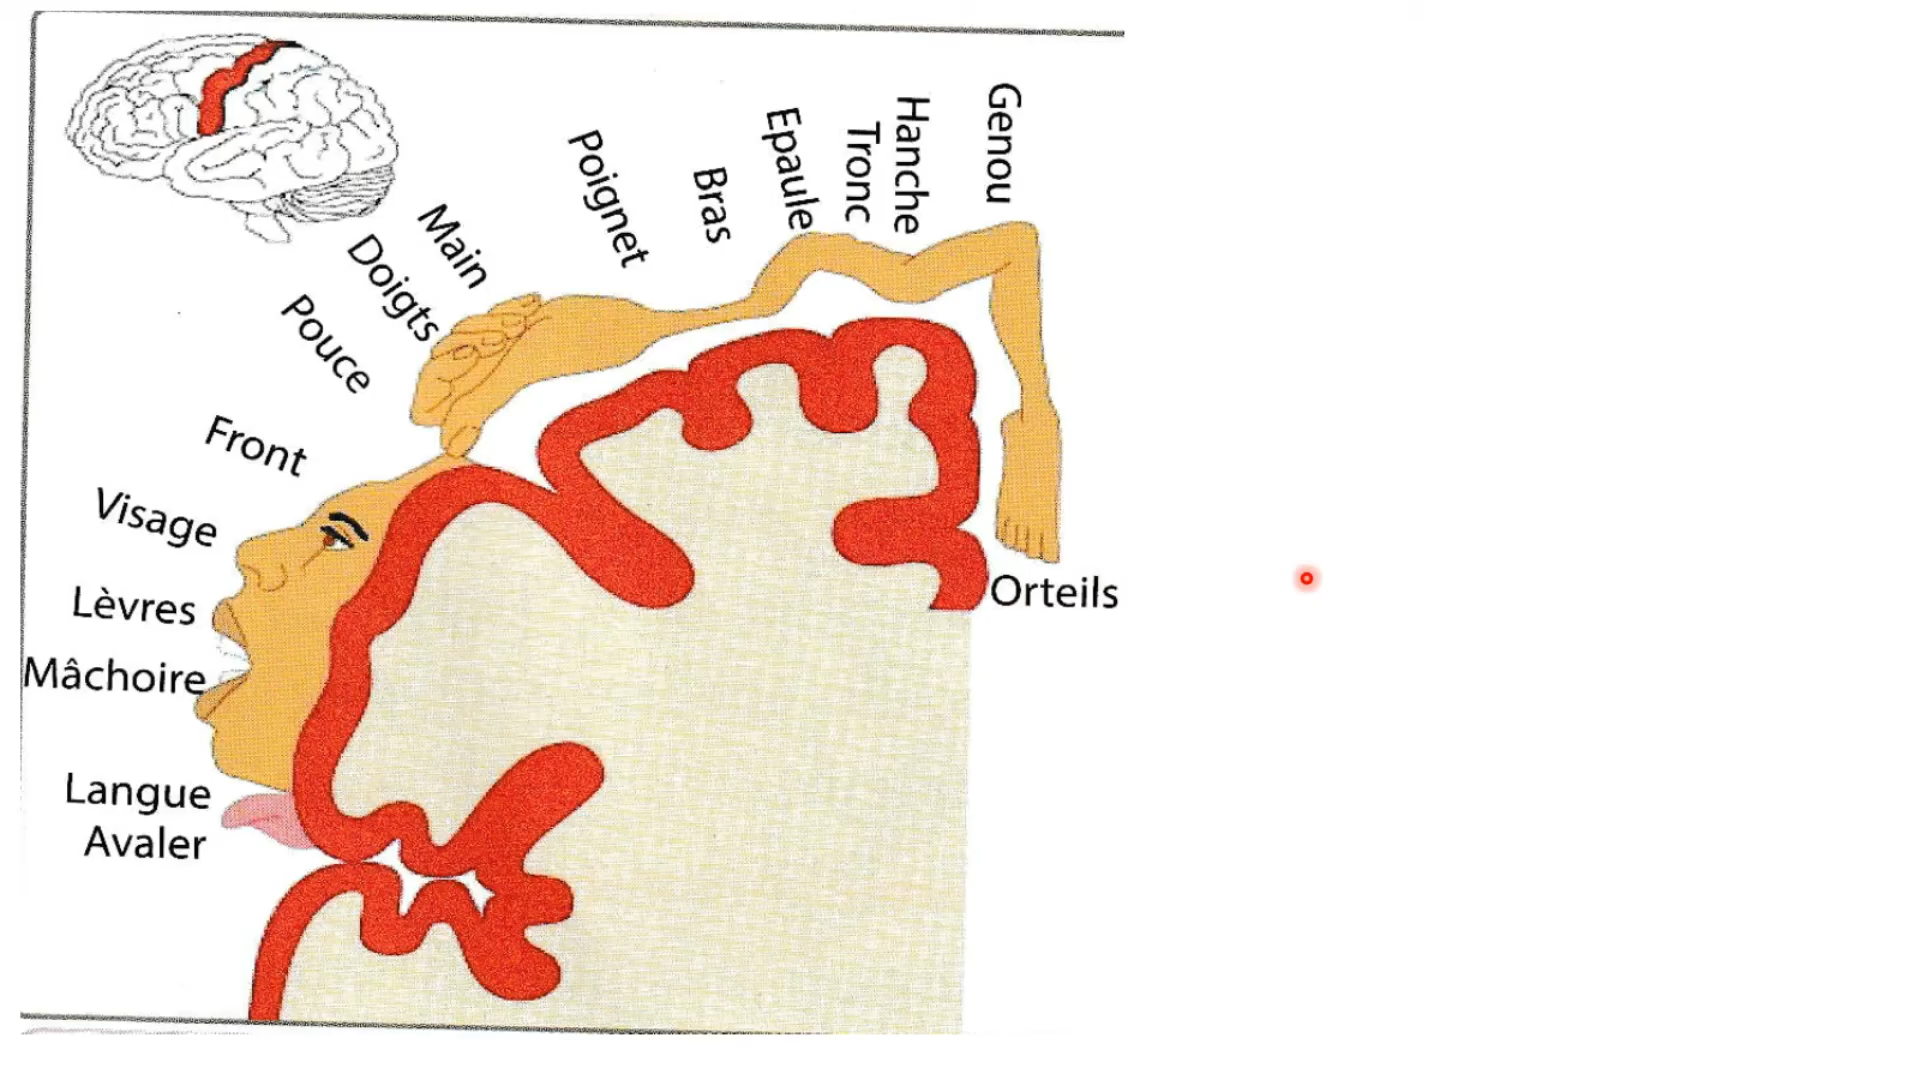 Genou
Hanche
Tronc
Epaule
Bras
Poignet
Main
Doigts
Pouce
Front
Visage
Lèvres
Mâchoire
Langue
Avaler
Orteils